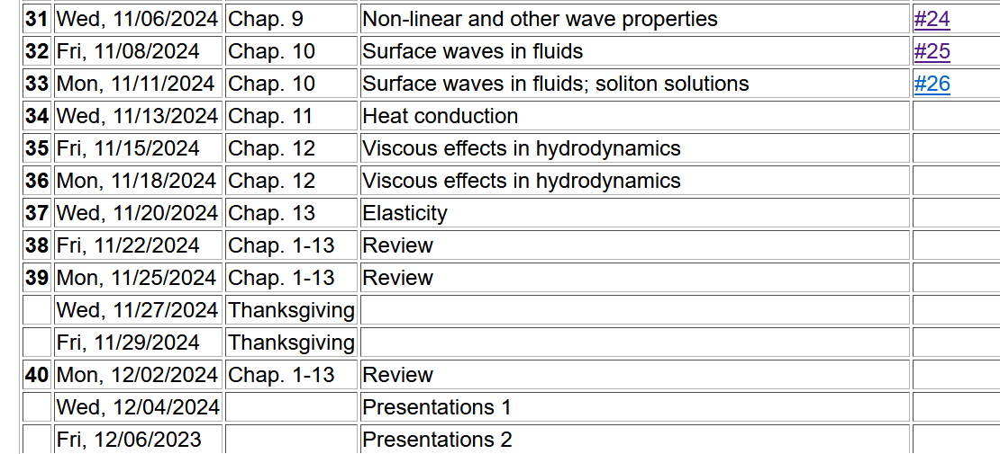 31 Wed, 11/06/2024 Chap. 9 Non-linear and other wave properties #24
32 Fri, 11/08/2024 Chap. 10 Surface waves in fluids #25
33 Mon, 11/11/2024 Chap. 10 Surface waves in fluids; soliton solutions #26
34 Wed, 11/13/2024 Chap. 11 Heat conduction
35 Fri, 11/15/2024 Chap. 12 Viscous effects in hydrodynamics
36 Mon, 11/18/2024 Chap. 12 Viscous effects in hydrodynamics
37 Wed, 11/20/2024 Chap. 13 Elasticity
38 Fri, 11/22/2024 Chap. 1-13 Review
39 Mon, 11/25/2024 Chap. 1-13 Review
Wed, 11/27/2024 Thanksgiving
Fri, 11/29/2024 Thanksgiving
40 Mon, 12/02/2024 Chap. 1-13 Review
Wed, 12/04/2024 Presentations 1
Fri, 12/06/2023 Presentations 2